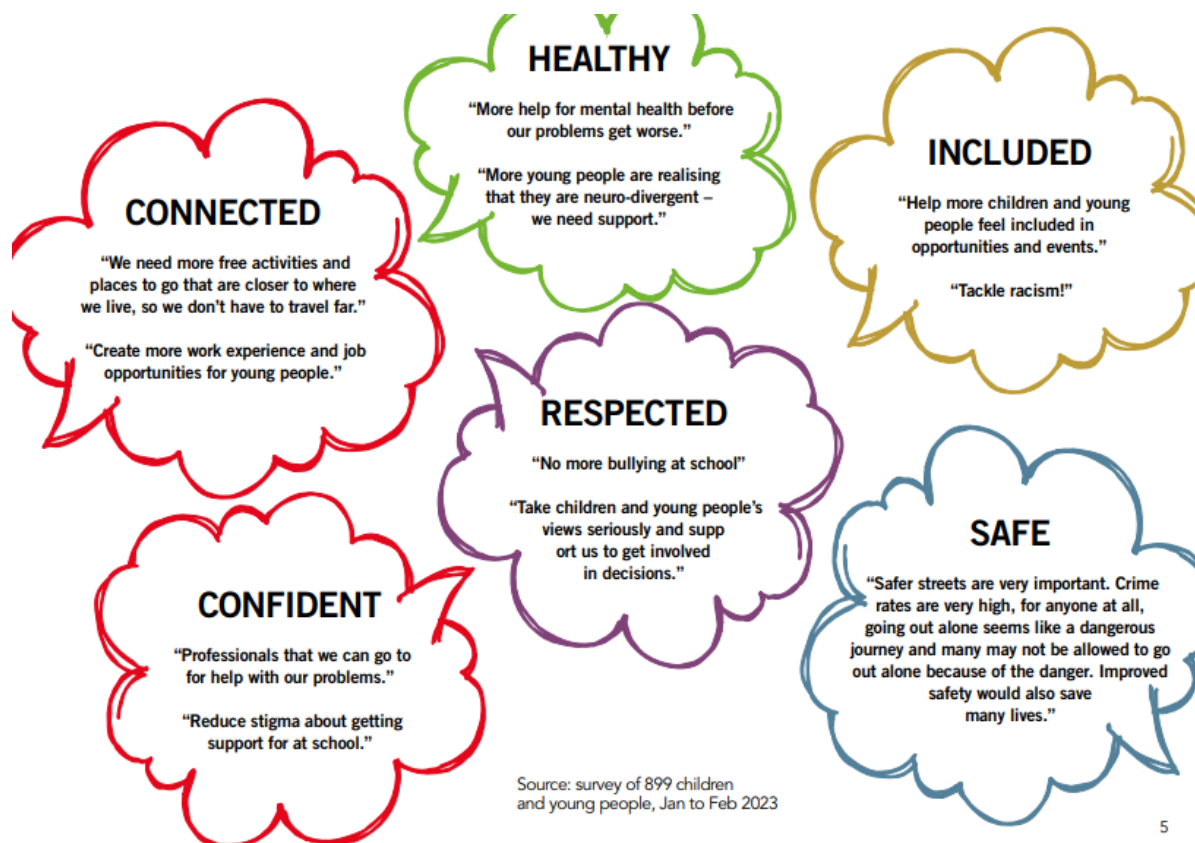 HEALTHY
“More help for mental health before
our problems get worse.”
“More young people are realising
that they are neuro-divergent –
we need support.”
INCLUDED
“Help more children and young
people feel included in
opportunities and events.”
“Tackle racism!”
CONNECTED
“We need more free activities and
places to go that are closer to where
we live, so we don’t have to travel far.”
“Create more work experience and job
opportunities for young people.”
RESPECTED
“No more bullying at school”
“Take children and young people’s
views seriously and supp
ort us to get involved
in decisions.”
SAFE
“Safer streets are very important. Crime
rates are very high, for anyone at all,
going out alone seems like a dangerous
journey and many may not be allowed to go
out alone because of the danger. Improved
safety would also save
many lives.”
CONFIDENT
“Professionals that we can go to
for help with our problems.”
“Reduce stigma about getting
support for at school.”
Source: survey of 899 children
and young people, Jan to Feb 2023
5